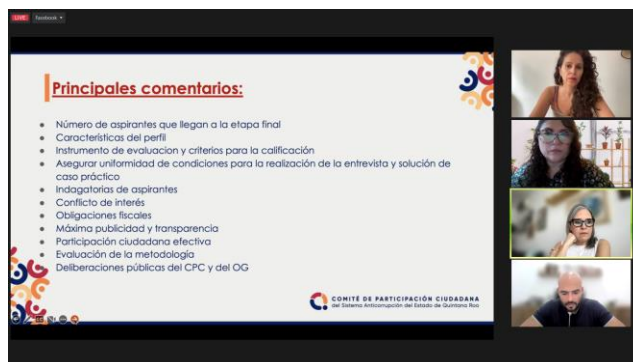 LIVE Facebook
Principales comentarios:
Número de aspirantes que llegan a la etapa final
Características del perfil
Instrumento de evaluacion y criterios para la calificación
Asegurar uniformidad de condiciones para la realización de la entrevista y solución de
caso práctico
Indagatorias de aspirantes
Conflicto de interés
Obligaciones fiscales
Máxima publicidad y transparencia
Participación ciudadana efectiva
Evaluación de la metodología
Deliberaciones públicas del CPC y del OG
COMITÉ DE PARTICIPACIÓN CIUDADANA
del Sistema Anticorrupción del Estado de Quintana Roo